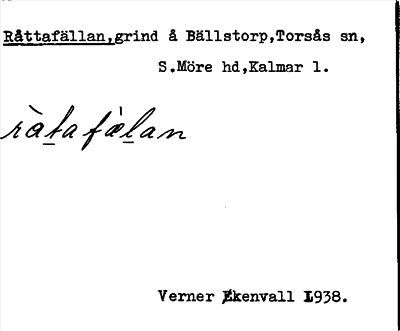 Råttafällan,grind å Bällstorp,Torsås sn,
S.Möre hd,Kalmar l.
ràtafàlan
Verner Ekenvall 1938.